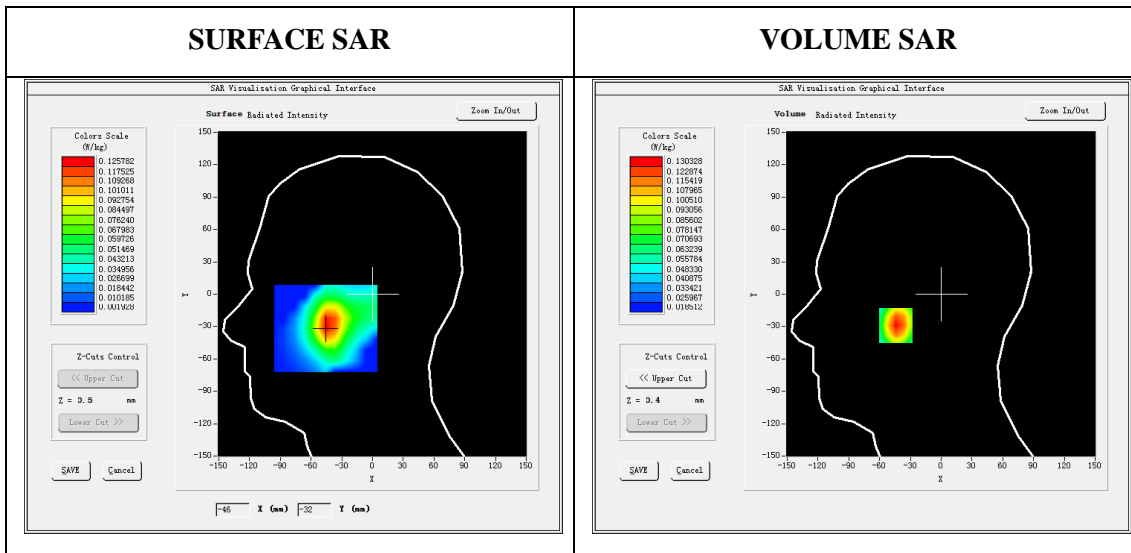 SURFACE SAR
VOLUME SAR
SAR Visualisation Graphical Interface
Surface Radiated Intensity
Zoom In/Out
Colors Scale
(W/kg)
0.125782
0.117525
0.109268
0.101011
0.092754
0.084497
0.076240
0.067983
0.059726
0.051469
0.043213
0.034956
0.026699
0.018442
0.010185
0.001928
Z-Cuts Control
<< Upper Cut
Z = 0.5 mm
Lower Cut >>
SAVE Cancel
150
120
90
60
30
0
-30
-60
-90
-120
-150
Y
-150 -120 -90 -60 -30 0 30 60 90 120 150
X
-46 X (mm) -32 Y (mm)
SAR Visualisation Graphical Interface
Volume Radiated Intensity
Zoom In/Out
Colors Scale
(W/kg)
0.130328
0.122874
0.115419
0.107965
0.100510
0.093056
0.085602
0.078147
0.070693
0.063239
0.055784
0.048330
0.040875
0.033421
0.025967
0.018512
Z-Cuts Control
<< Upper Cut
Z = 0.4 mm
Lower Cut >>
SAVE Cancel
150
120
90
60
30
0
-30
-60
-90
-120
-150
Y
-150 -120 -90 -60 -30 0 30 60 90 120 150
X